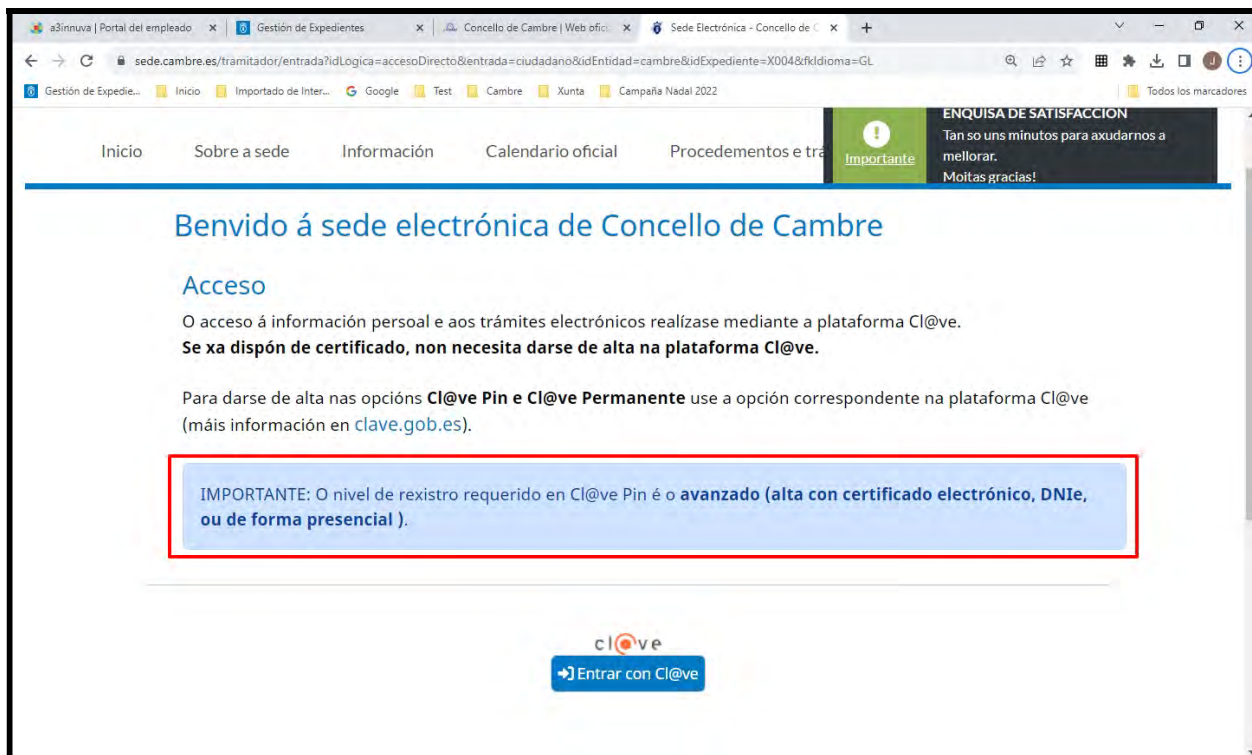 a3innuva | Portal del empleado
Gestión de Expedientes
Concello de Cambre | Web ofici
Sede Electrónica - Concello de C
sede.cambre.es/tramitador/entrada?idLogica=accesoDirecto&entrada=ciudadano&idEntidad=cambre&idExpediente=X004&fkIdioma=GL
J
Gestión de Expedie...
Inicio
Importado de Inter...
Google
Test
Cambre
Xunta
Campaña Nadal 2022
Todos los marcadores
Inicio
Sobre a sede
Información
Calendario oficial
Procedementos e trá
Importante
ENQUISA DE SATISFACCIÓN
Tan so uns minutos para axudarnos a
mellorar.
Moitas gracias!
Benvido á sede electrónica de Concello de Cambre
Acceso
O acceso á información persoal e aos trámites electrónicos realízase mediante a plataforma Cl@ve.
Se xa dispón de certificado, non necesita darse de alta na plataforma Cl@ve.
Para darse de alta nas opcións Cl@ve Pin e Cl@ve Permanente use a opción correspondente na plataforma Cl@ve
(máis información en clave.gob.es).
IMPORTANTE: O nivel de rexistro requerido en Cl@ve Pin é o avanzado (alta con certificado electrónico, DNIe,
ou de forma presencial ).
cl@ve
Entrar con Cl@ve